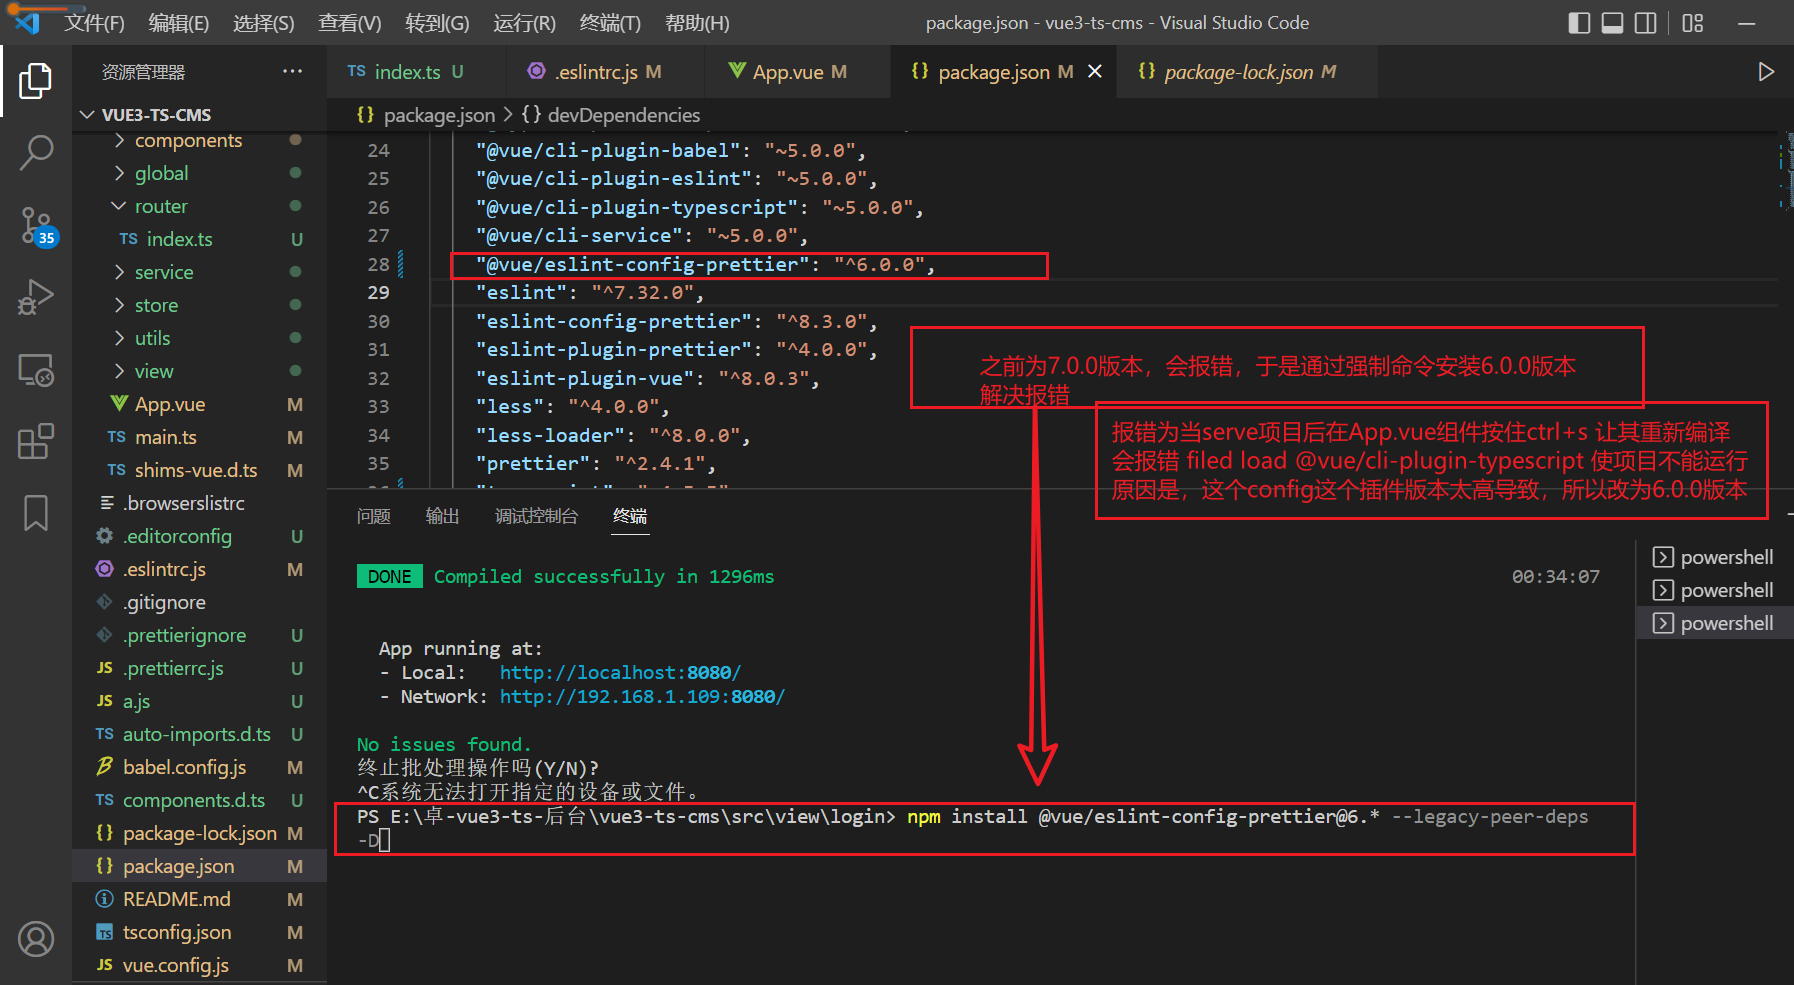 文件(F) 编辑(E) 选择(S) 查看(V) 转到(G) 运行(R) 终端(T) 帮助(H) package.json - vue3-ts-cms - Visual Studio Code
资源管理器 ···
TS index.ts U .eslintrc.js M App.vue M {} package.json M {} package-lock.json M
VUE3-TS-CMS
{} package.json > {} devDependencies
components
global
router
TS index.ts U
service
store
utils
view
App.vue M
TS main.ts M
TS shims-vue.d.ts M
.browserslistrc
.editorconfig U
.eslintrc.js M
.gitignore
.prettierignore U
JS .prettierrc.js U
JS a.js U
TS auto-imports.d.ts U
babel.config.js M
TS components.d.ts U
{} package-lock.json M
{} package.json M
README.md M
TS tsconfig.json M
JS vue.config.js M
35
24 "@vue/cli-plugin-babel": "~5.0.0",
25 "@vue/cli-plugin-eslint": "~5.0.0",
26 "@vue/cli-plugin-typescript": "~5.0.0",
27 "@vue/cli-service": "~5.0.0",
28 "@vue/eslint-config-prettier": "^6.0.0",
29 "eslint": "^7.32.0",
30 "eslint-config-prettier": "^8.3.0",
31 "eslint-plugin-prettier": "^4.0.0",
32 "eslint-plugin-vue": "^8.0.3",
33 "less": "^4.0.0",
34 "less-loader": "^8.0.0",
35 "prettier": "^2.4.1",
之前为7.0.0版本，会报错，于是通过强制命令安装6.0.0版本
解决报错
报错为当serve项目后在App.vue组件按住ctrl+s 让其重新编译
会报错 filed load @vue/cli-plugin-typescript 使项目不能运行
原因是，这个config这个插件版本太高导致，所以改为6.0.0版本
问题 输出 调试控制台 终端
DONE Compiled successfully in 1296ms 00:34:07
App running at:
- Local: http://localhost:8080/
- Network: http://192.168.1.109:8080/
No issues found.
终止批处理操作吗(Y/N)?
^C系统无法打开指定的设备或文件。
PS E:\卓-vue3-ts-后台\vue3-ts-cms\src\view\login> npm install @vue/eslint-config-prettier@6.* --legacy-peer-deps
-D
powershell
powershell
powershell